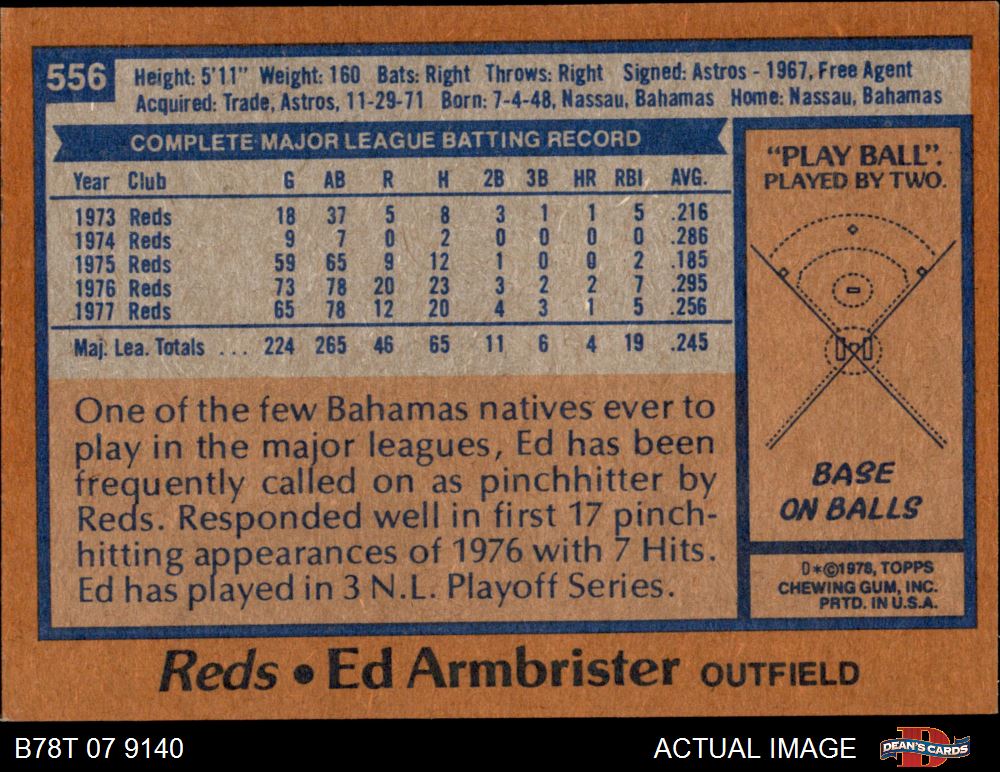 556
Height: 5'11" Weight: 160 Bats: Right Throws: Right Signed: Astros - 1967, Free Agent
Acquired: Trade, Astros, 11-29-71 Born: 7-4-48, Nassau, Bahamas Home: Nassau, Bahamas
COMPLETE MAJOR LEAGUE BATTING RECORD
Year Club G AB R H 2B 3B HR RBI AVG.
1973 Reds 18 37 5 8 3 1 1 5 .216
1974 Reds 9 7 0 2 0 0 0 0 .286
1975 Reds 59 65 9 12 1 0 0 2 .185
1976 Reds 73 78 20 23 3 2 2 7 .295
1977 Reds 65 78 12 20 4 3 1 5 .256
Maj. Lea. Totals ... 224 265 46 65 11 6 4 19 .245
One of the few Bahamas natives ever to
play in the major leagues, Ed has been
frequently called on as pinchhitter by
Reds. Responded well in first 17 pinch-
hitting appearances of 1976 with 7 Hits.
Ed has played in 3 N.L. Playoff Series.
"PLAY BALL".
PLAYED BY TWO.
BASE
ON BALLS
D*©1978, TOPPS
CHEWING GUM, INC.
PRTD. IN U.S.A.
Reds • Ed Armbrister OUTFIELD
B78T 07 9140
ACTUAL IMAGE
D
DEAN'S CARDS